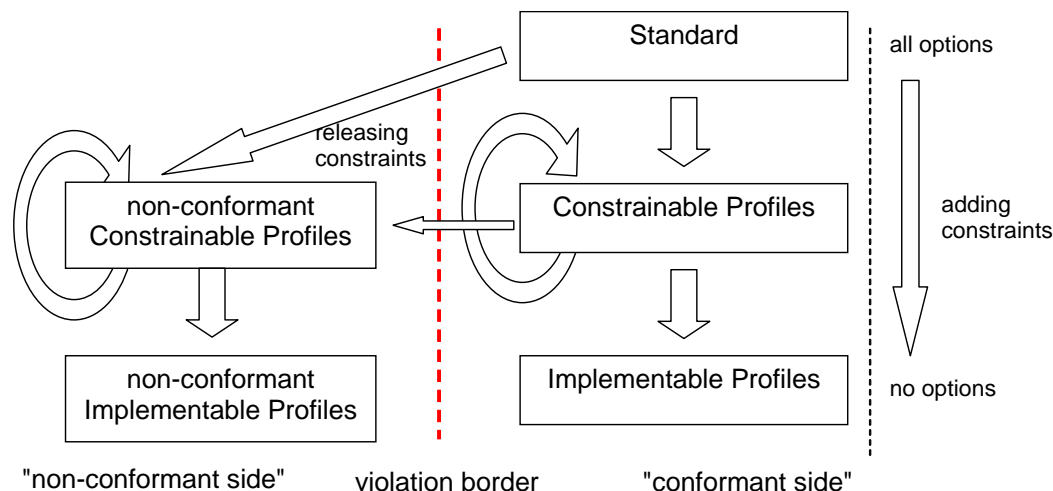 Standard
all options
releasing
constraints
non-conformant
Constrainable Profiles
Constrainable Profiles
adding
constraints
non-conformant
Implementable Profiles
Implementable Profiles
no options
"non-conformant side"
violation border
"conformant side"